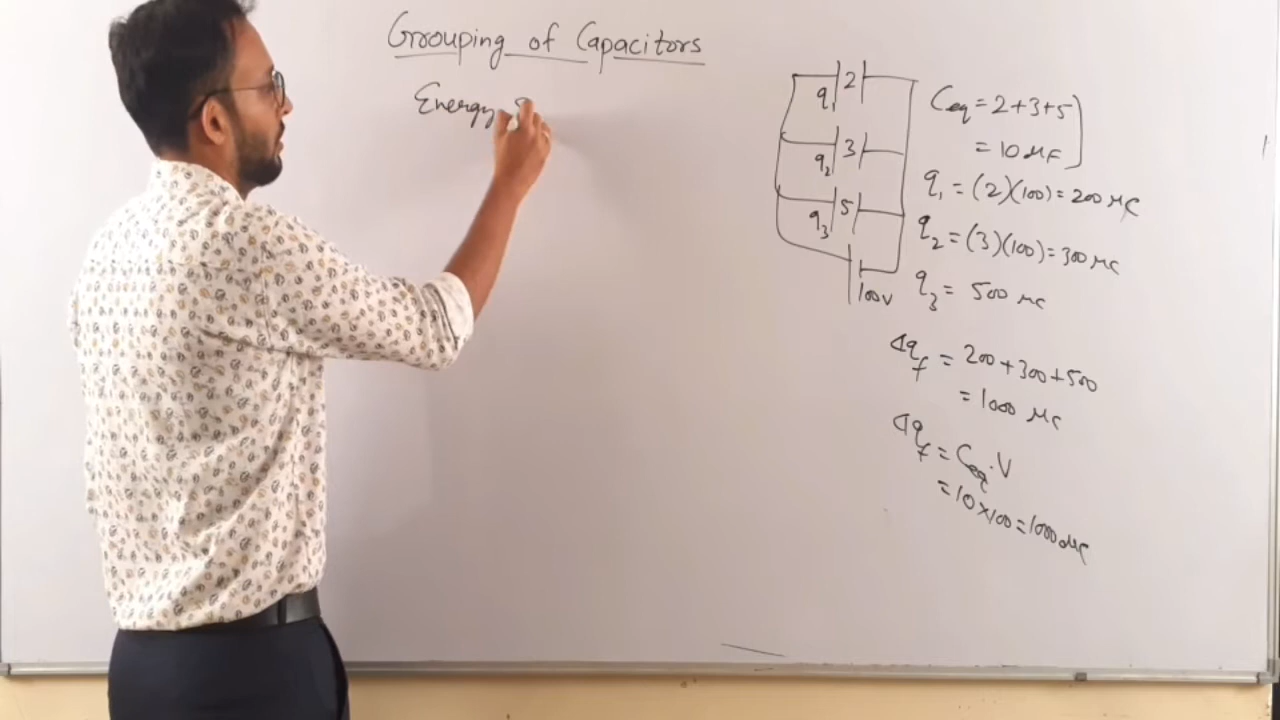 Grouping of Capacitors
Energy S
2
q1
3
q2
5
q3
100V
Ceq = 2+3+5
= 10 μF
q1 = (2)(100) = 200 μC
q2 = (3)(100) = 300 μC
q3 = 500 μC
Δqf = 200+300+500
= 1000 μC
Δqf = Ceq.V
= 10×100 = 1000 μC